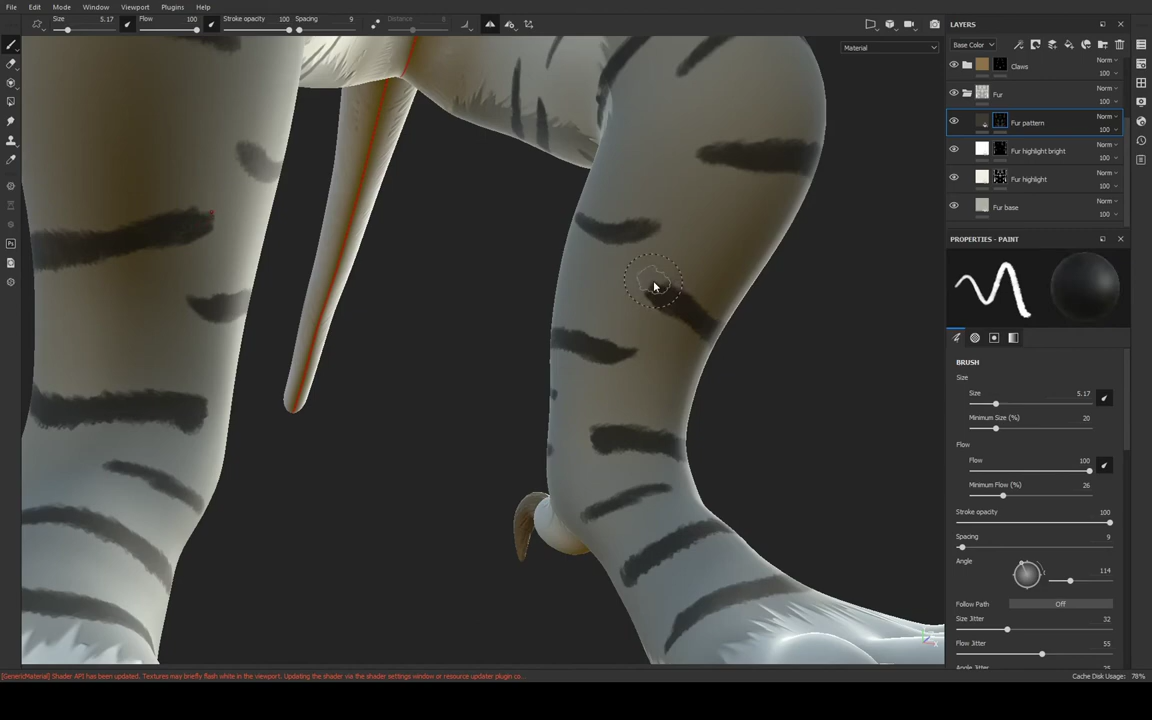 File Edit Mode Window Viewport Plugins Help
Size 5.17 Flow 100 Stroke opacity 100 Spacing 9 Distance 8
Material
LAYERS
Base Color
Claws Norm 100
Fur Norm 100
Fur pattern Norm 100
Fur highlight bright Norm 100
Fur highlight Norm 100
Fur base Norm 100
PROPERTIES - PAINT
BRUSH
Size
Size 5.17
Minimum Size (%) 20
Flow
Flow 100
Minimum Flow (%) 26
Stroke opacity 100
Spacing 9
Angle 114
Follow Path Off
Size Jitter 32
Flow Jitter 55
Angle Jitter 25
Ps
[GenericMaterial] Shader API has been updated. Textures may briefly flash while in the viewport. Updating the shader via the shader settings window or resource updater plugin co...
Cache Disk Usage: 78%